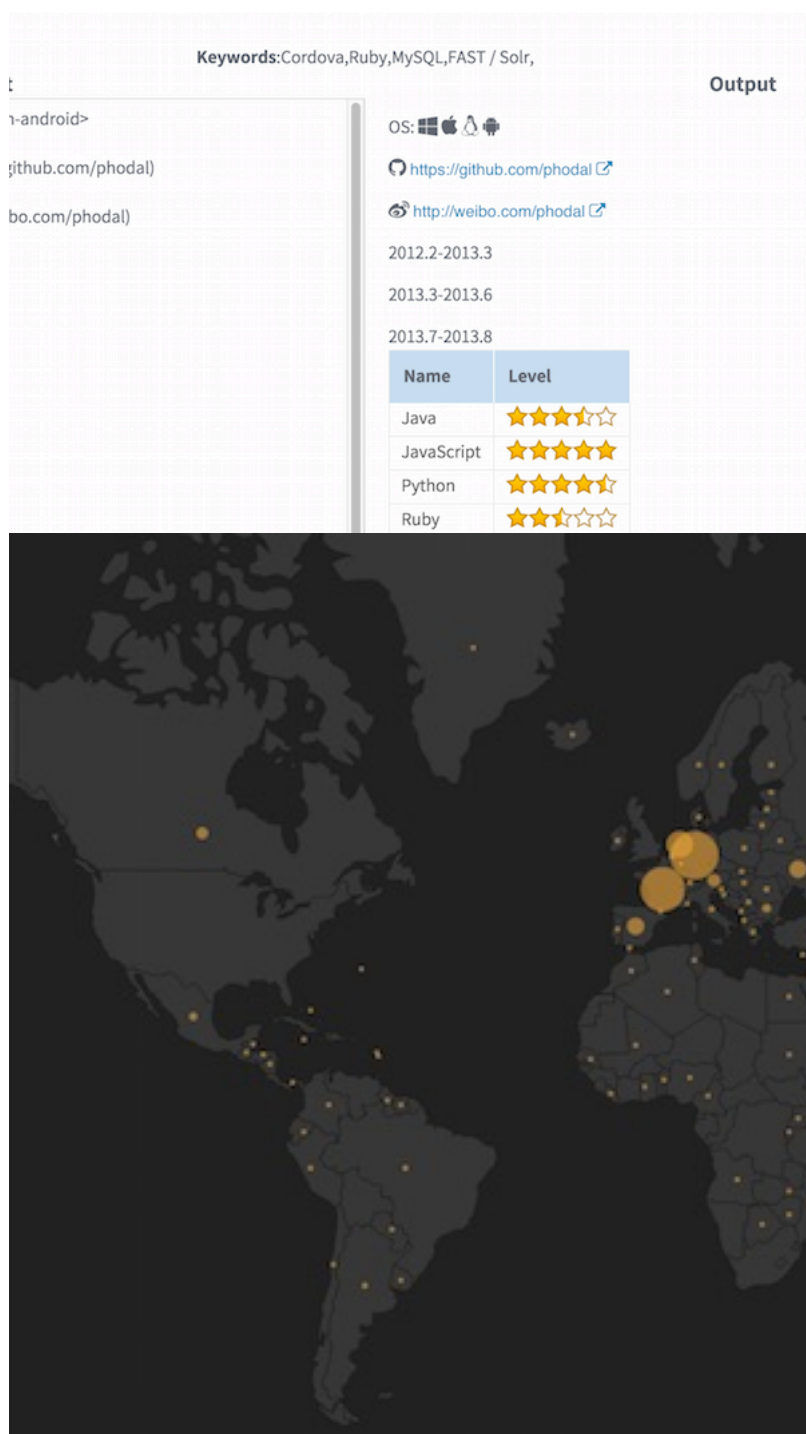 Keywords:Cordova,Ruby,MySQL,FAST / Solr,
Output
n-android>
github.com/phodal)
bo.com/phodal)
OS:
https://github.com/phodal
http://weibo.com/phodal
2012.2-2013.3
2013.3-2013.6
2013.7-2013.8
Name Level
Java
JavaScript
Python
Ruby